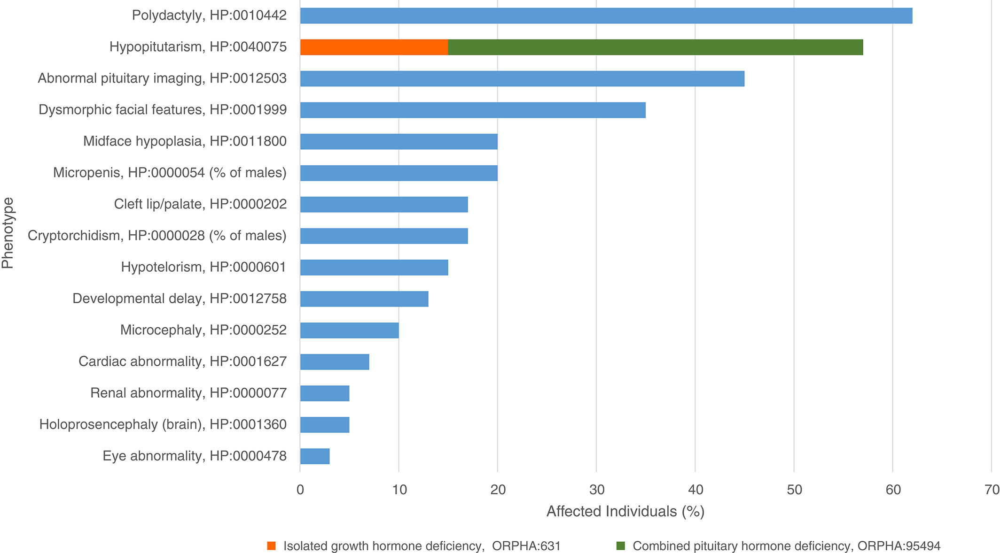 Polydactyly, HP:0010442
Hypopitutarism, HP:0040075
Abnormal pituitary imaging, HP:0012503
Dysmorphic facial features, HP:0001999
Midface hypoplasia, HP:0011800
Micropenis, HP:0000054 (% of males)
Cleft lip/palate, HP:0000202
Cryptorchidism, HP:0000028 (% of males)
Hypotelorism, HP:0000601
Developmental delay, HP:0012758
Microcephaly, HP:0000252
Cardiac abnormality, HP:0001627
Renal abnormality, HP:0000077
Holoprosencephaly (brain), HP:0001360
Eye abnormality, HP:0000478
Phenotype
0 10 20 30 40 50 60 70
Affected Individuals (%)
Isolated growth hormone deficiency, ORPHA:631
Combined pituitary hormone deficiency, ORPHA:95494